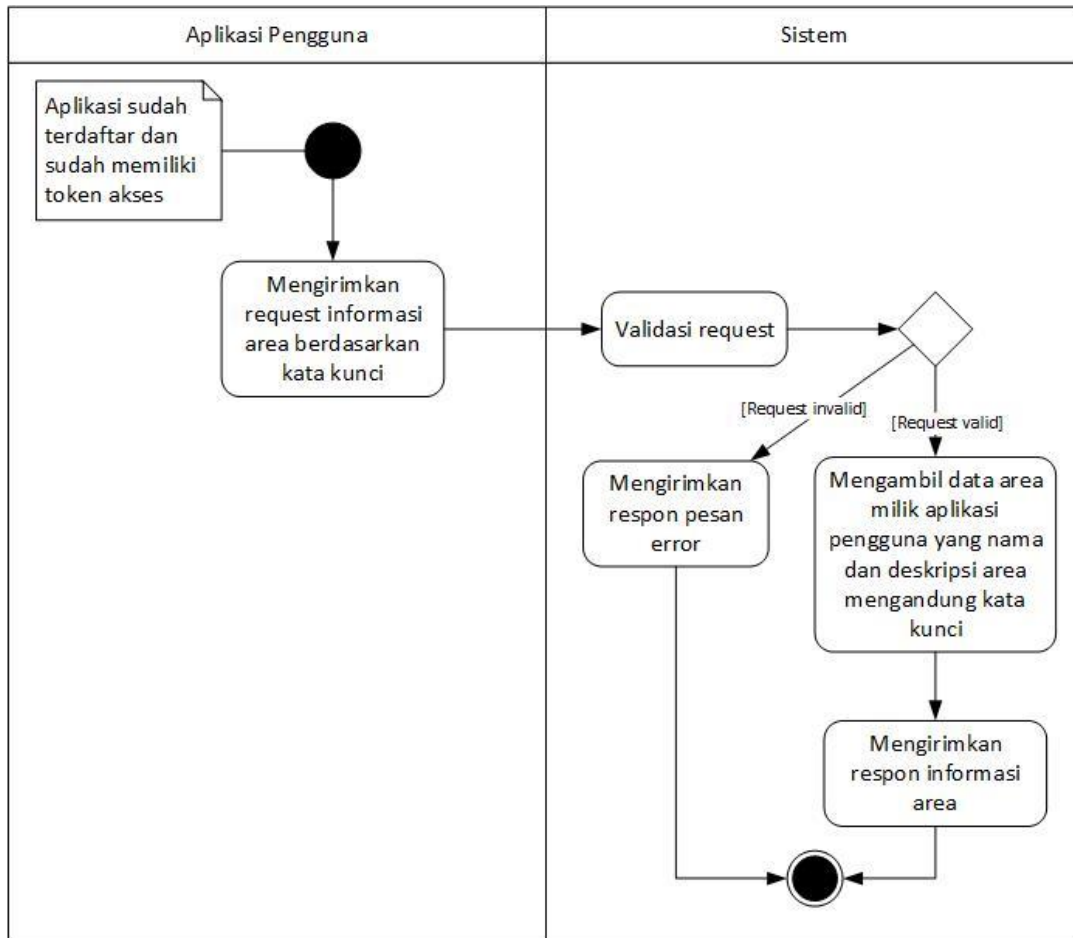 Aplikasi Pengguna
Sistem
Aplikasi sudah
terdaftar dan
sudah memiliki
token akses
Mengirimkan
request informasi
area berdasarkan
kata kunci
Validasi request
[Request invalid]
[Request valid]
Mengirimkan
respon pesan
error
Mengambil data area
milik aplikasi
pengguna yang nama
dan deskripsi area
mengandung kata
kunci
Mengirimkan
respon informasi
area